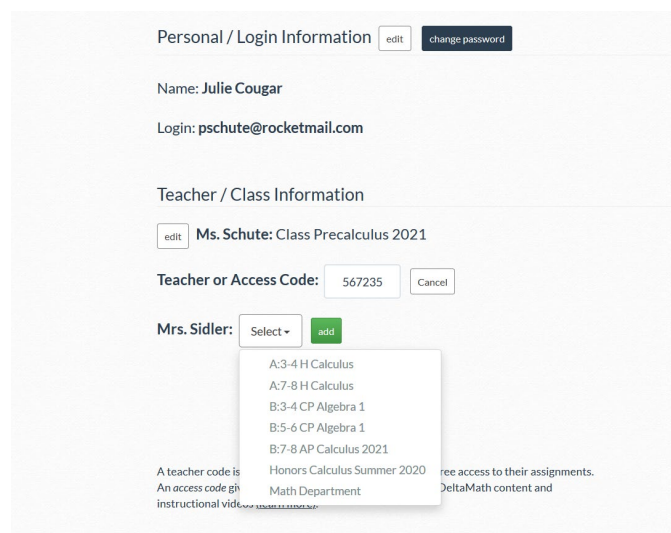 Personal / Login Information edit change password
Name: Julie Cougar
Login: pschute@rocketmail.com
Teacher / Class Information
edit Ms. Schute: Class Precalculus 2021
Teacher or Access Code: 567235 Cancel
Mrs. Sidler: Select add
A:3-4 H Calculus
A:7-8 H Calculus
B:3-4 CP Algebra 1
B:5-6 CP Algebra 1
B:7-8 AP Calculus 2021
Honors Calculus Summer 2020
Math Department
A teacher code is ree access to their assignments.
An access code giv DeltaMath content and
instructional videos (learn more).